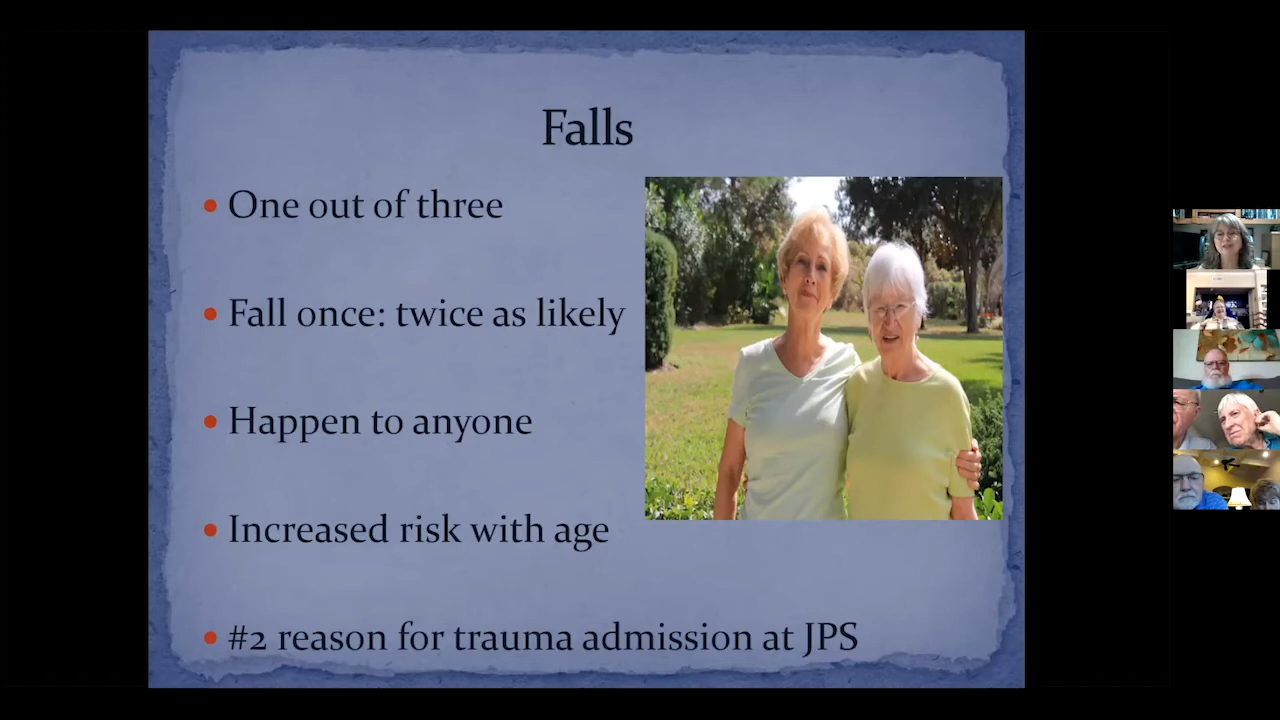 Falls
One out of three
Fall once: twice as likely
Happen to anyone
Increased risk with age
#2 reason for trauma admission at JPS